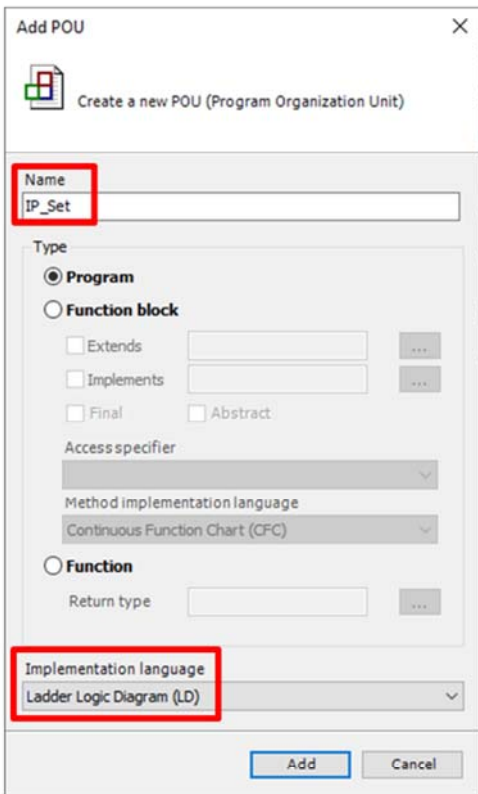 Add POU
Create a new POU (Program Organization Unit)
Name
IP_Set
Type
Program
Function block
Extends
...
Implements
...
Final Abstract
Access specifier
Method implementation language
Continuous Function Chart (CFC)
Function
Return type
...
Implementation language
Ladder Logic Diagram (LD)
Add Cancel